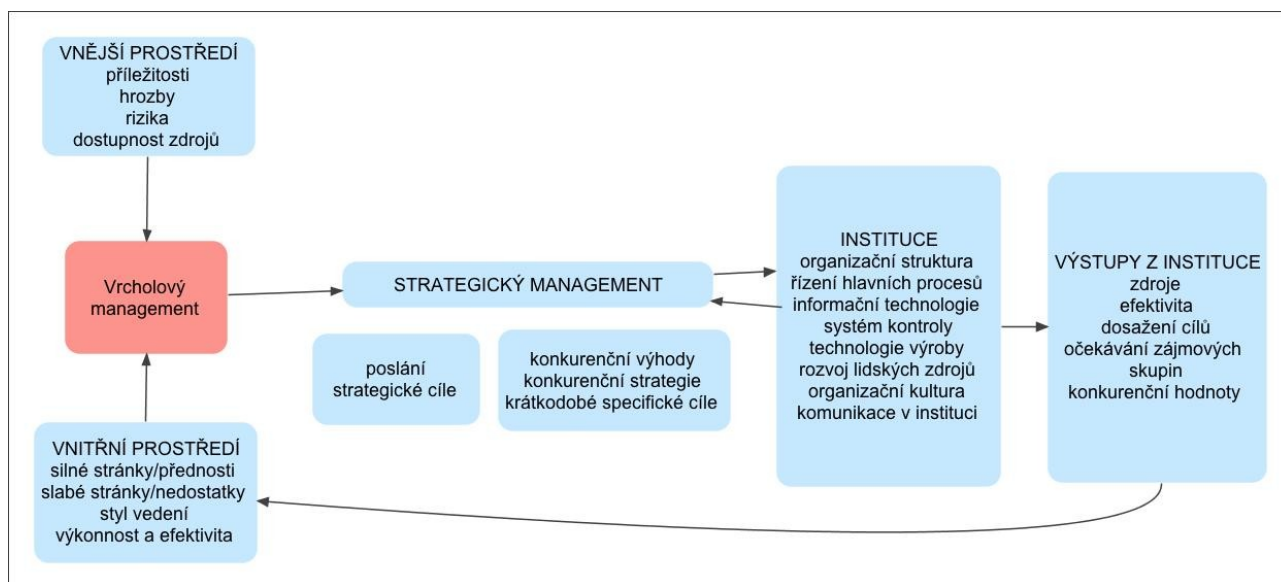 VNĚJŠÍ PROSTŘEDÍ
příležitosti
hrozby
rizika
dostupnost zdrojů
Vrcholový
management
VNITŘNÍ PROSTŘEDÍ
silné stránky/přednosti
slabé stránky/nedostatky
styl vedení
výkonnost a efektivita
STRATEGICKÝ MANAGEMENT
poslání
strategické cíle
konkurenční výhody
konkurenční strategie
krátkodobé specifické cíle
INSTITUCE
organizační struktura
řízení hlavních procesů
informační technologie
systém kontroly
technologie výroby
rozvoj lidských zdrojů
organizační kultura
komunikace v instituci
VÝSTUPY Z INSTITUCE
zdroje
efektivita
dosažení cílů
očekávání zájmových
skupin
konkurenční hodnoty